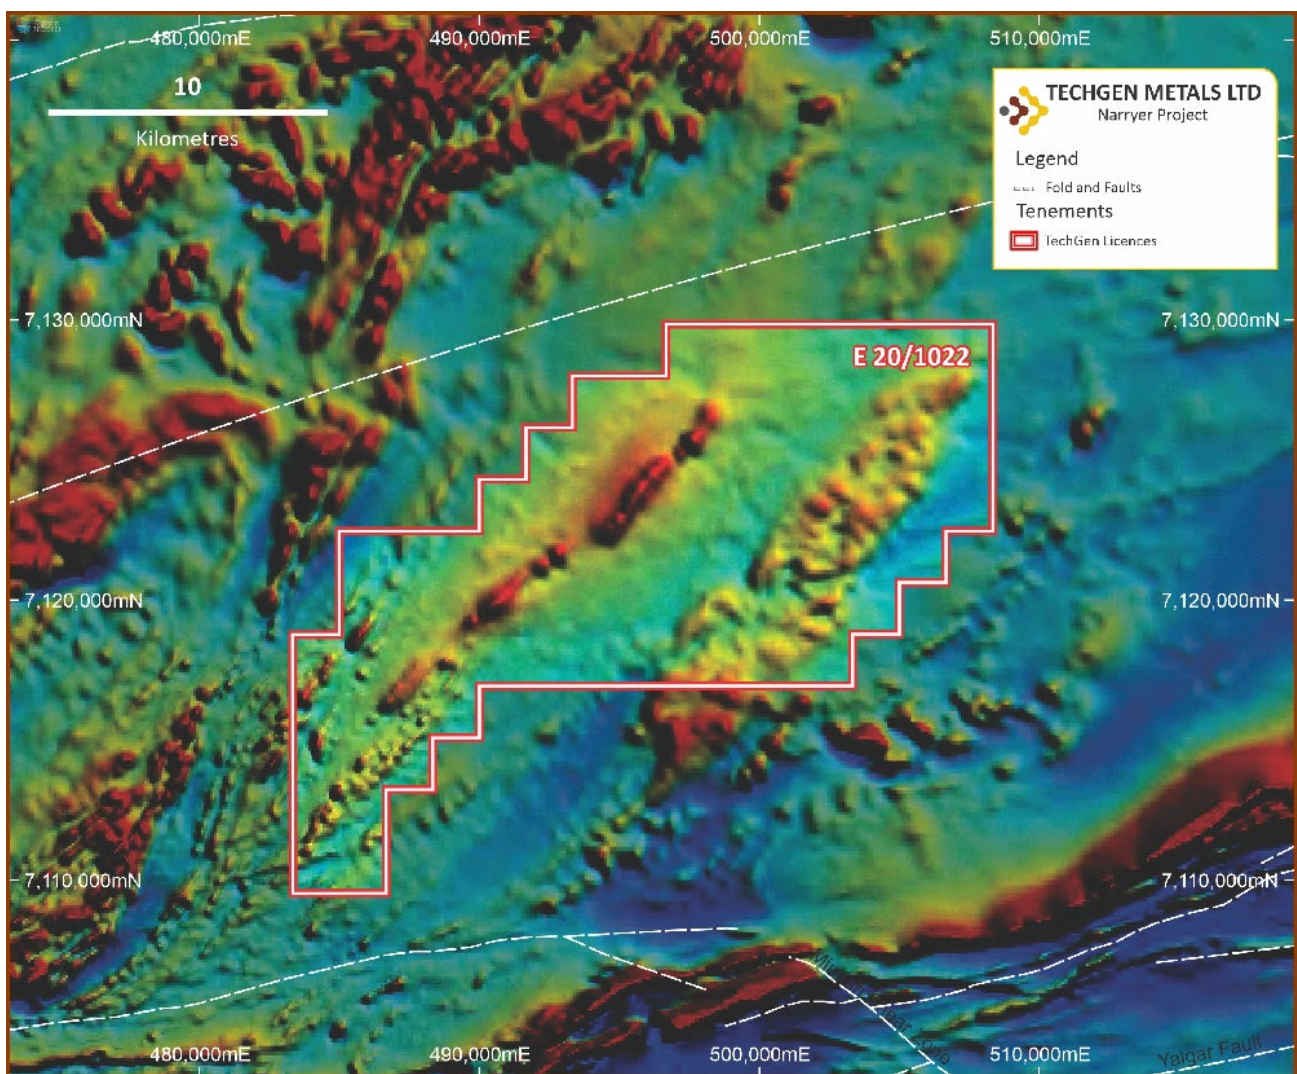 480,000mE
490,000mE
500,000mE
510,000mE
10
Kilometres
TECHGEN METALS LTD
Narryer Project
Legend
Fold and Faults
Tenements
TechGen Licences
7,130,000mN
7,130,000mN
E 20/1022
7,120,000mN
7,120,000mN
7,110,000mN
7,110,000mN
480,000mE
490,000mE
500,000mE
510,000mE
Yalgar Fault